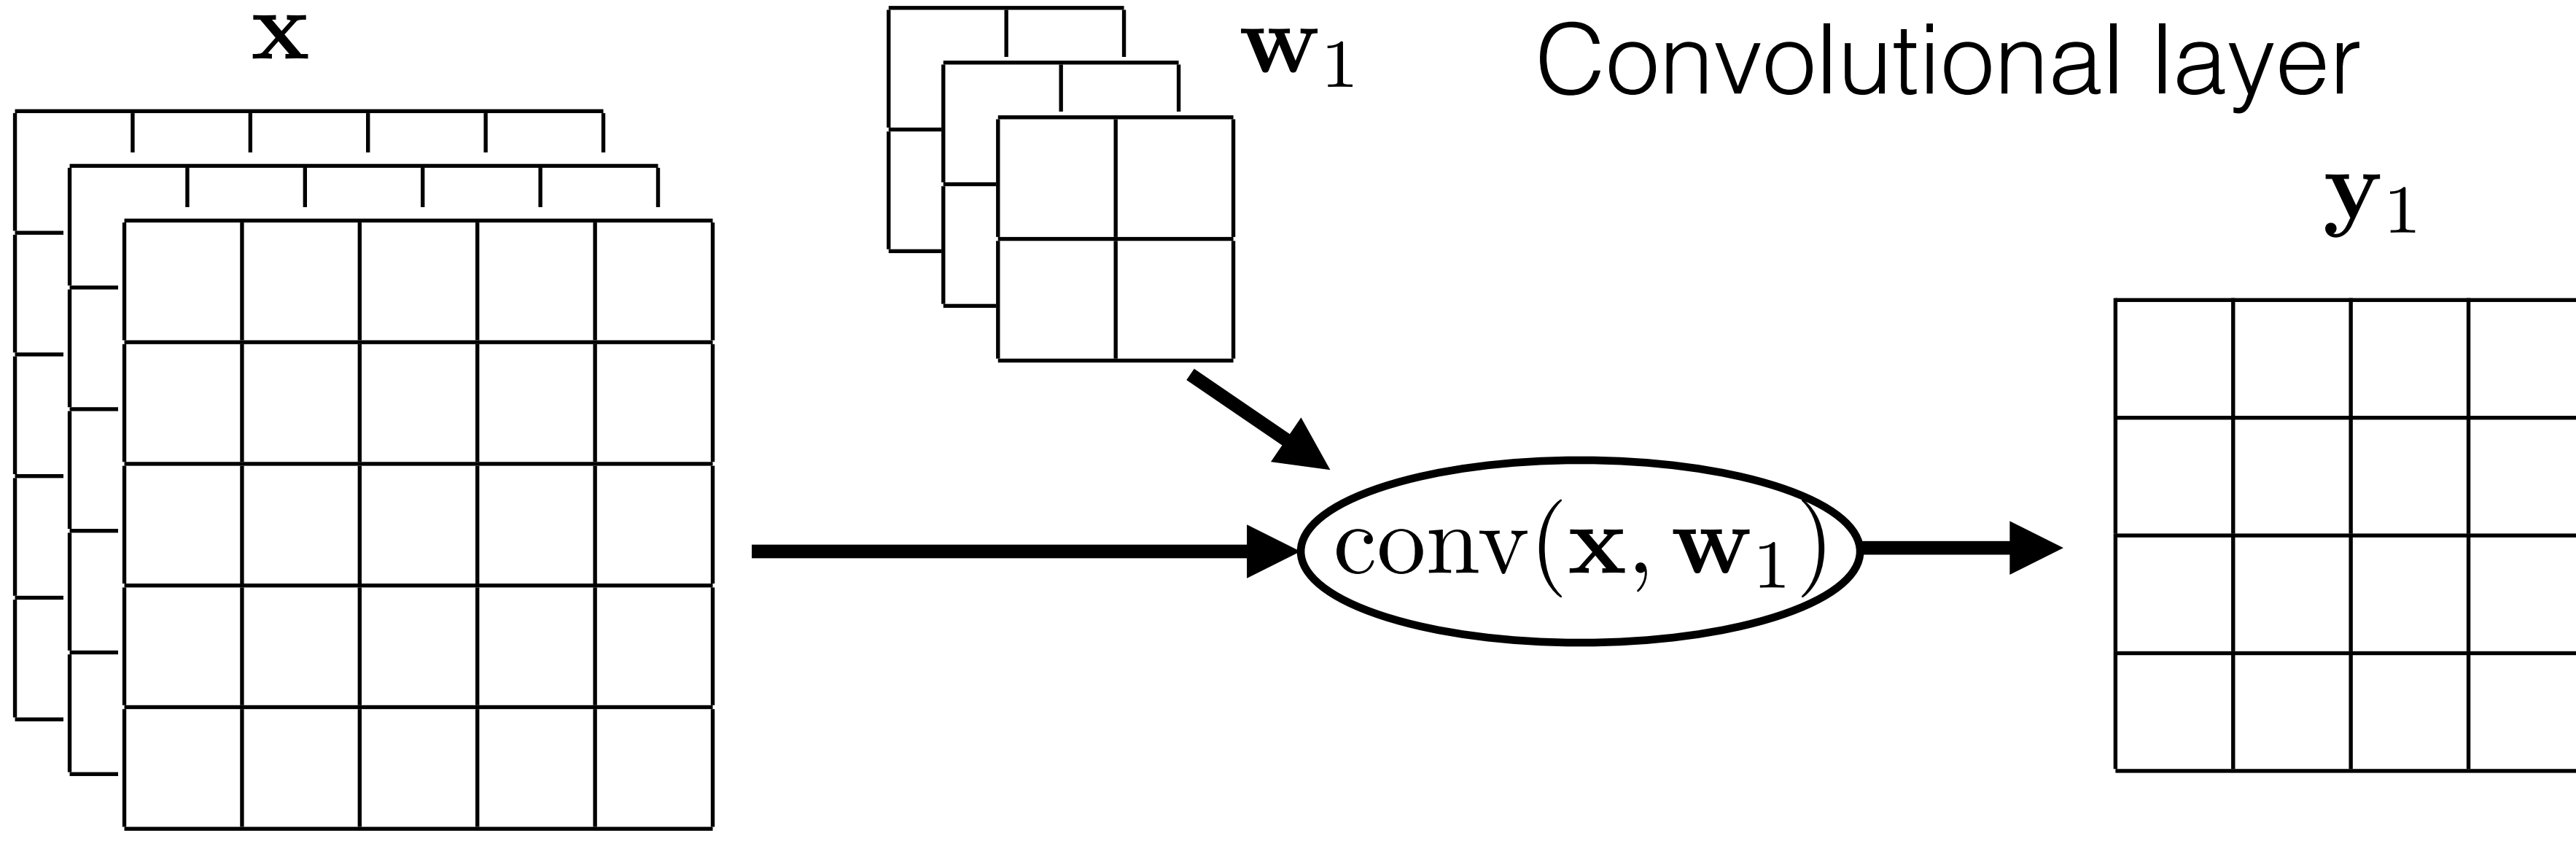 x
w₁
Convolutional layer
y₁
conv(x, w₁)